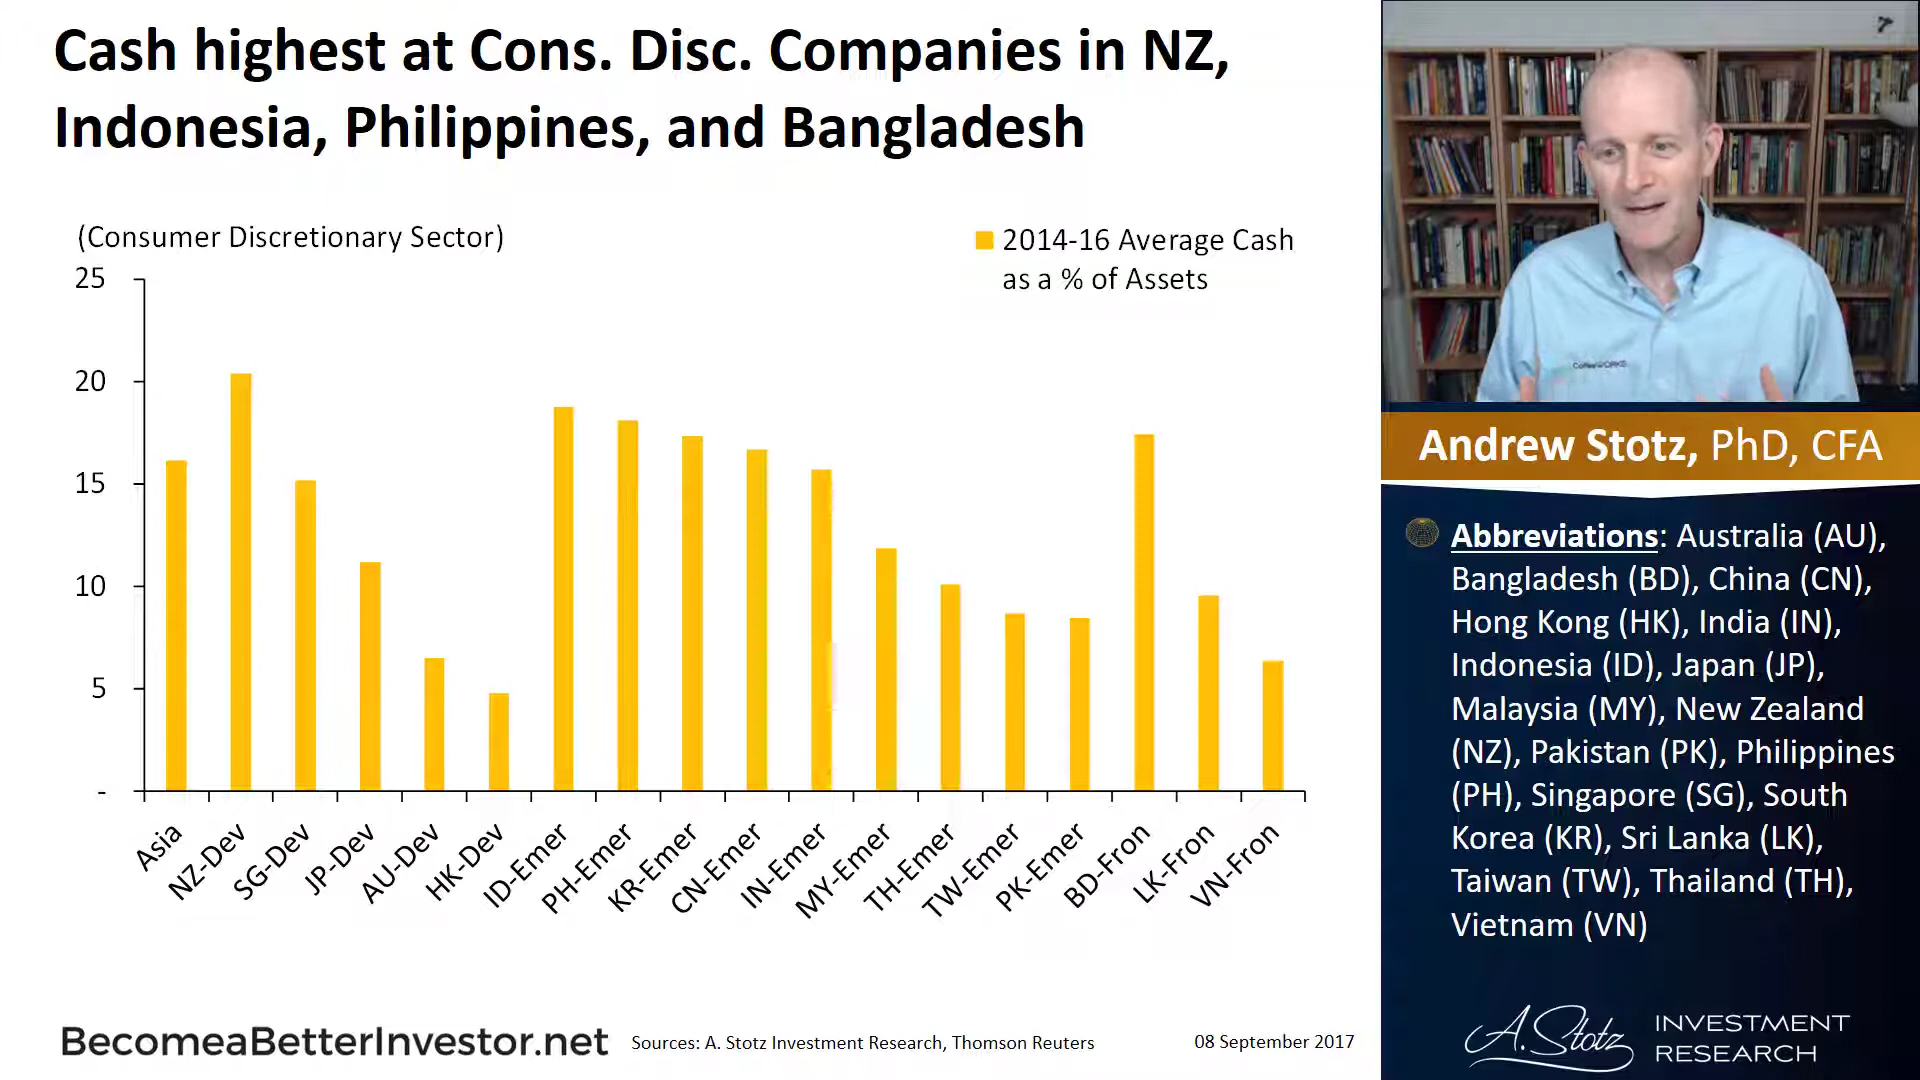 Cash highest at Cons. Disc. Companies in NZ,
Indonesia, Philippines, and Bangladesh
(Consumer Discretionary Sector)
2014-16 Average Cash
as a % of Assets
25
20
15
10
5
-
Asia
NZ-Dev
SG-Dev
JP-Dev
AU-Dev
HK-Dev
ID-Emer
PH-Emer
KR-Emer
CN-Emer
IN-Emer
MY-Emer
TH-Emer
TW-Emer
PK-Emer
BD-Fron
LK-Fron
VN-Fron
BecomeaBetterInvestor.net
Sources: A. Stotz Investment Research, Thomson Reuters
08 September 2017
CoffeeWORKS
Andrew Stotz, PhD, CFA
Abbreviations: Australia (AU),
Bangladesh (BD), China (CN),
Hong Kong (HK), India (IN),
Indonesia (ID), Japan (JP),
Malaysia (MY), New Zealand
(NZ), Pakistan (PK), Philippines
(PH), Singapore (SG), South
Korea (KR), Sri Lanka (LK),
Taiwan (TW), Thailand (TH),
Vietnam (VN)
A. Stotz
INVESTMENT
RESEARCH